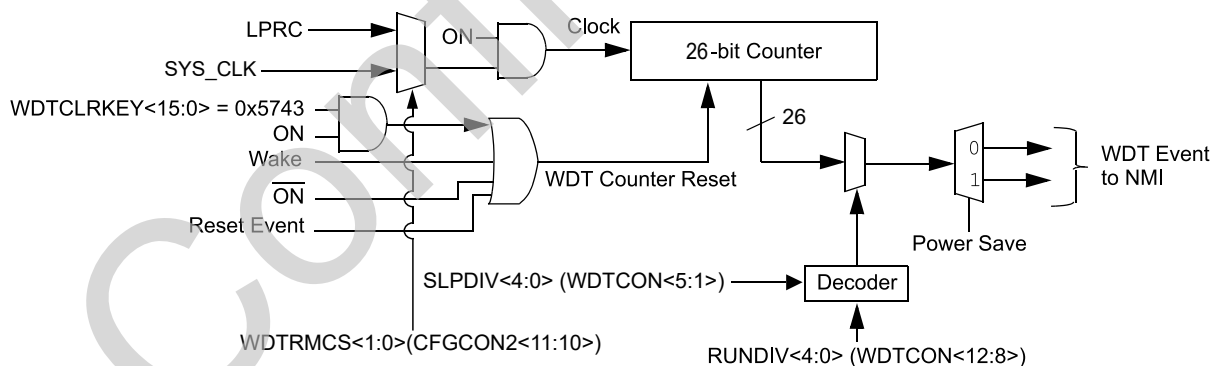 LPRC
SYS_CLK
ON
Clock
26-bit Counter
WDTCLRKEY<15:0> = 0x5743
ON
Wake
ON
Reset Event
WDT Counter Reset
26
0
1
WDT Event
to NMI
Power Save
SLPDIV<4:0> (WDTCON<5:1>)
Decoder
WDTRMCS<1:0>(CFGCON2<11:10>)
RUNDIV<4:0> (WDTCON<12:8>)